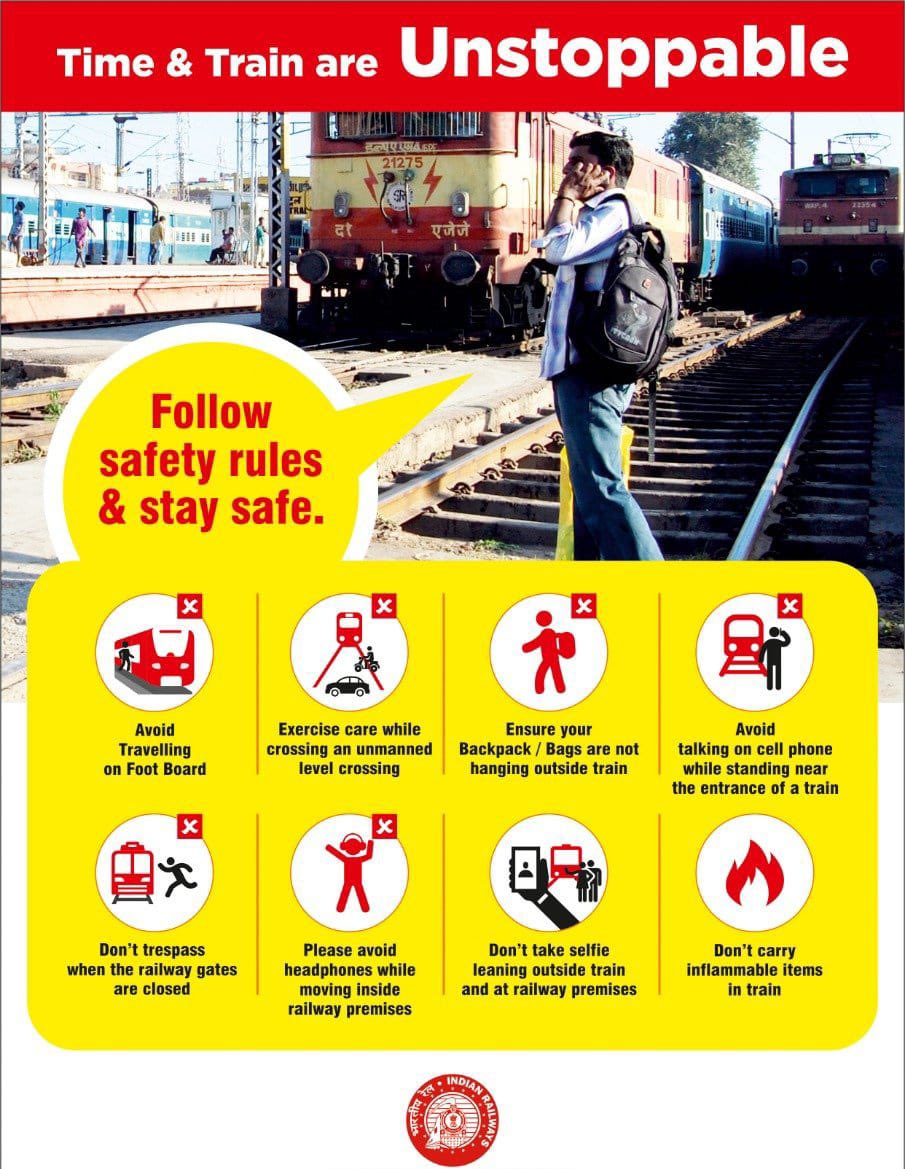 Time & Train are Unstoppable
21275
SR
दरे
एजेजे
WAP.4 22354
Follow
safety rules
& stay safe.
Avoid
Travelling
on Foot Board
Exercise care while
crossing an unmanned
level crossing
Ensure your
Backpack / Bags are not
hanging outside train
Avoid
talking on cell phone
while standing near
the entrance of a train
Don't trespass
when the railway gates
are closed
Please avoid
headphones while
moving inside
railway premises
Don't take selfie
leaning outside train
and at railway premises
Don't carry
inflammable items
in train
भारतीय रेल • INDIAN RAILWAYS